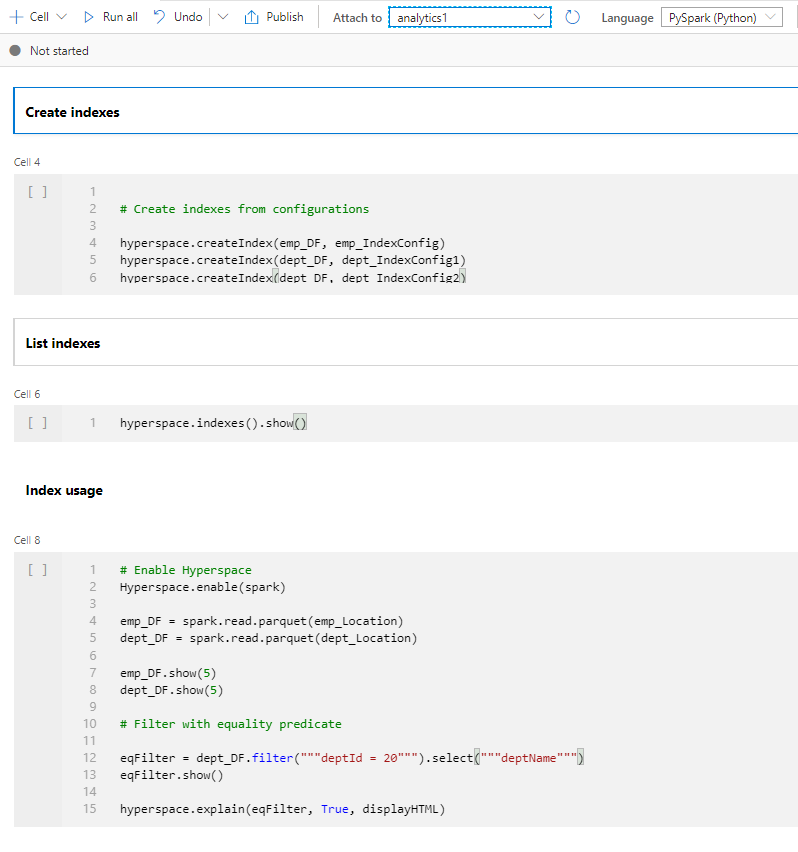 Cell Run all Undo Publish Attach to analytics1 Language PySpark (Python)
Not started
Create indexes
Cell 4
[ ] 1
2 # Create indexes from configurations
3
4 hyperspace.createIndex(emp_DF, emp_IndexConfig)
5 hyperspace.createIndex(dept_DF, dept_IndexConfig1)
6 hyperspace.createIndex(dept_DF, dept_IndexConfig2)
List indexes
Cell 6
[ ] 1 hyperspace.indexes().show()
Index usage
Cell 8
[ ] 1 # Enable Hyperspace
2 Hyperspace.enable(spark)
3
4 emp_DF = spark.read.parquet(emp_Location)
5 dept_DF = spark.read.parquet(dept_Location)
6
7 emp_DF.show(5)
8 dept_DF.show(5)
9
10 # Filter with equality predicate
11
12 eqFilter = dept_DF.filter("""deptId = 20""").select("""deptName""")
13 eqFilter.show()
14
15 hyperspace.explain(eqFilter, True, displayHTML)